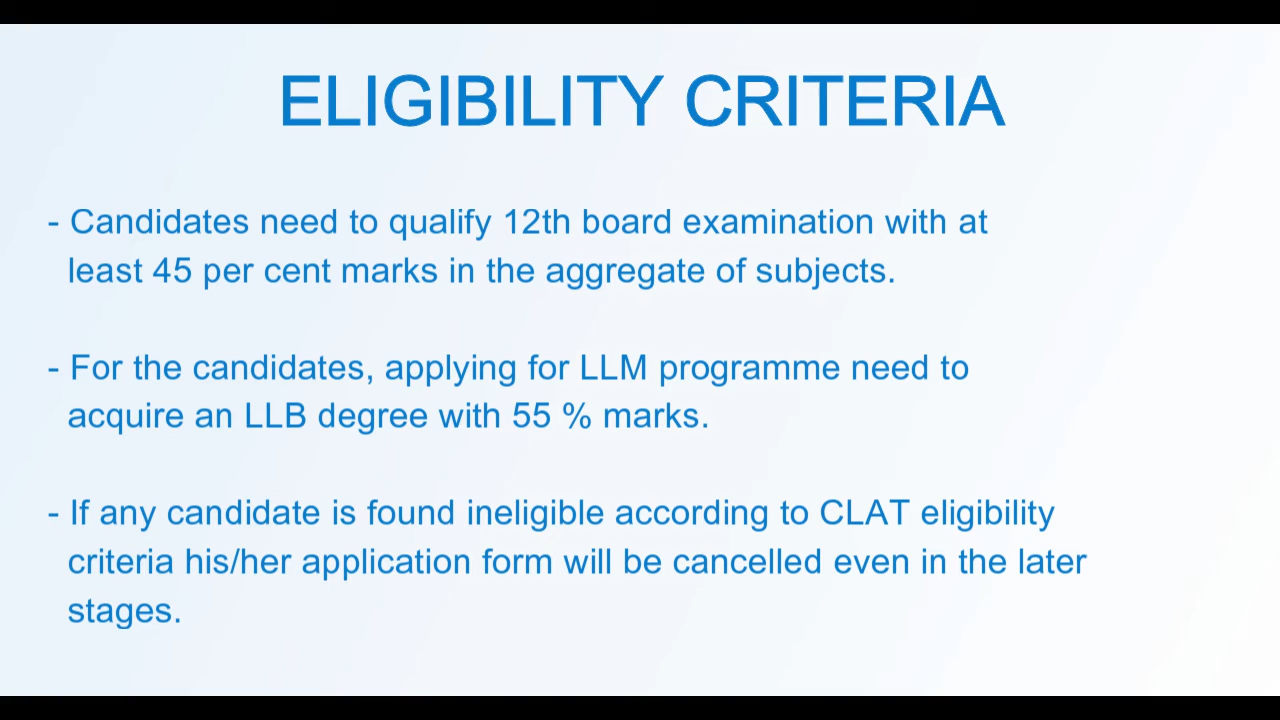 ELIGIBILITY CRITERIA
- Candidates need to qualify 12th board examination with at
least 45 per cent marks in the aggregate of subjects.
- For the candidates, applying for LLM programme need to
acquire an LLB degree with 55 % marks.
- If any candidate is found ineligible according to CLAT eligibility
criteria his/her application form will be cancelled even in the later
stages.